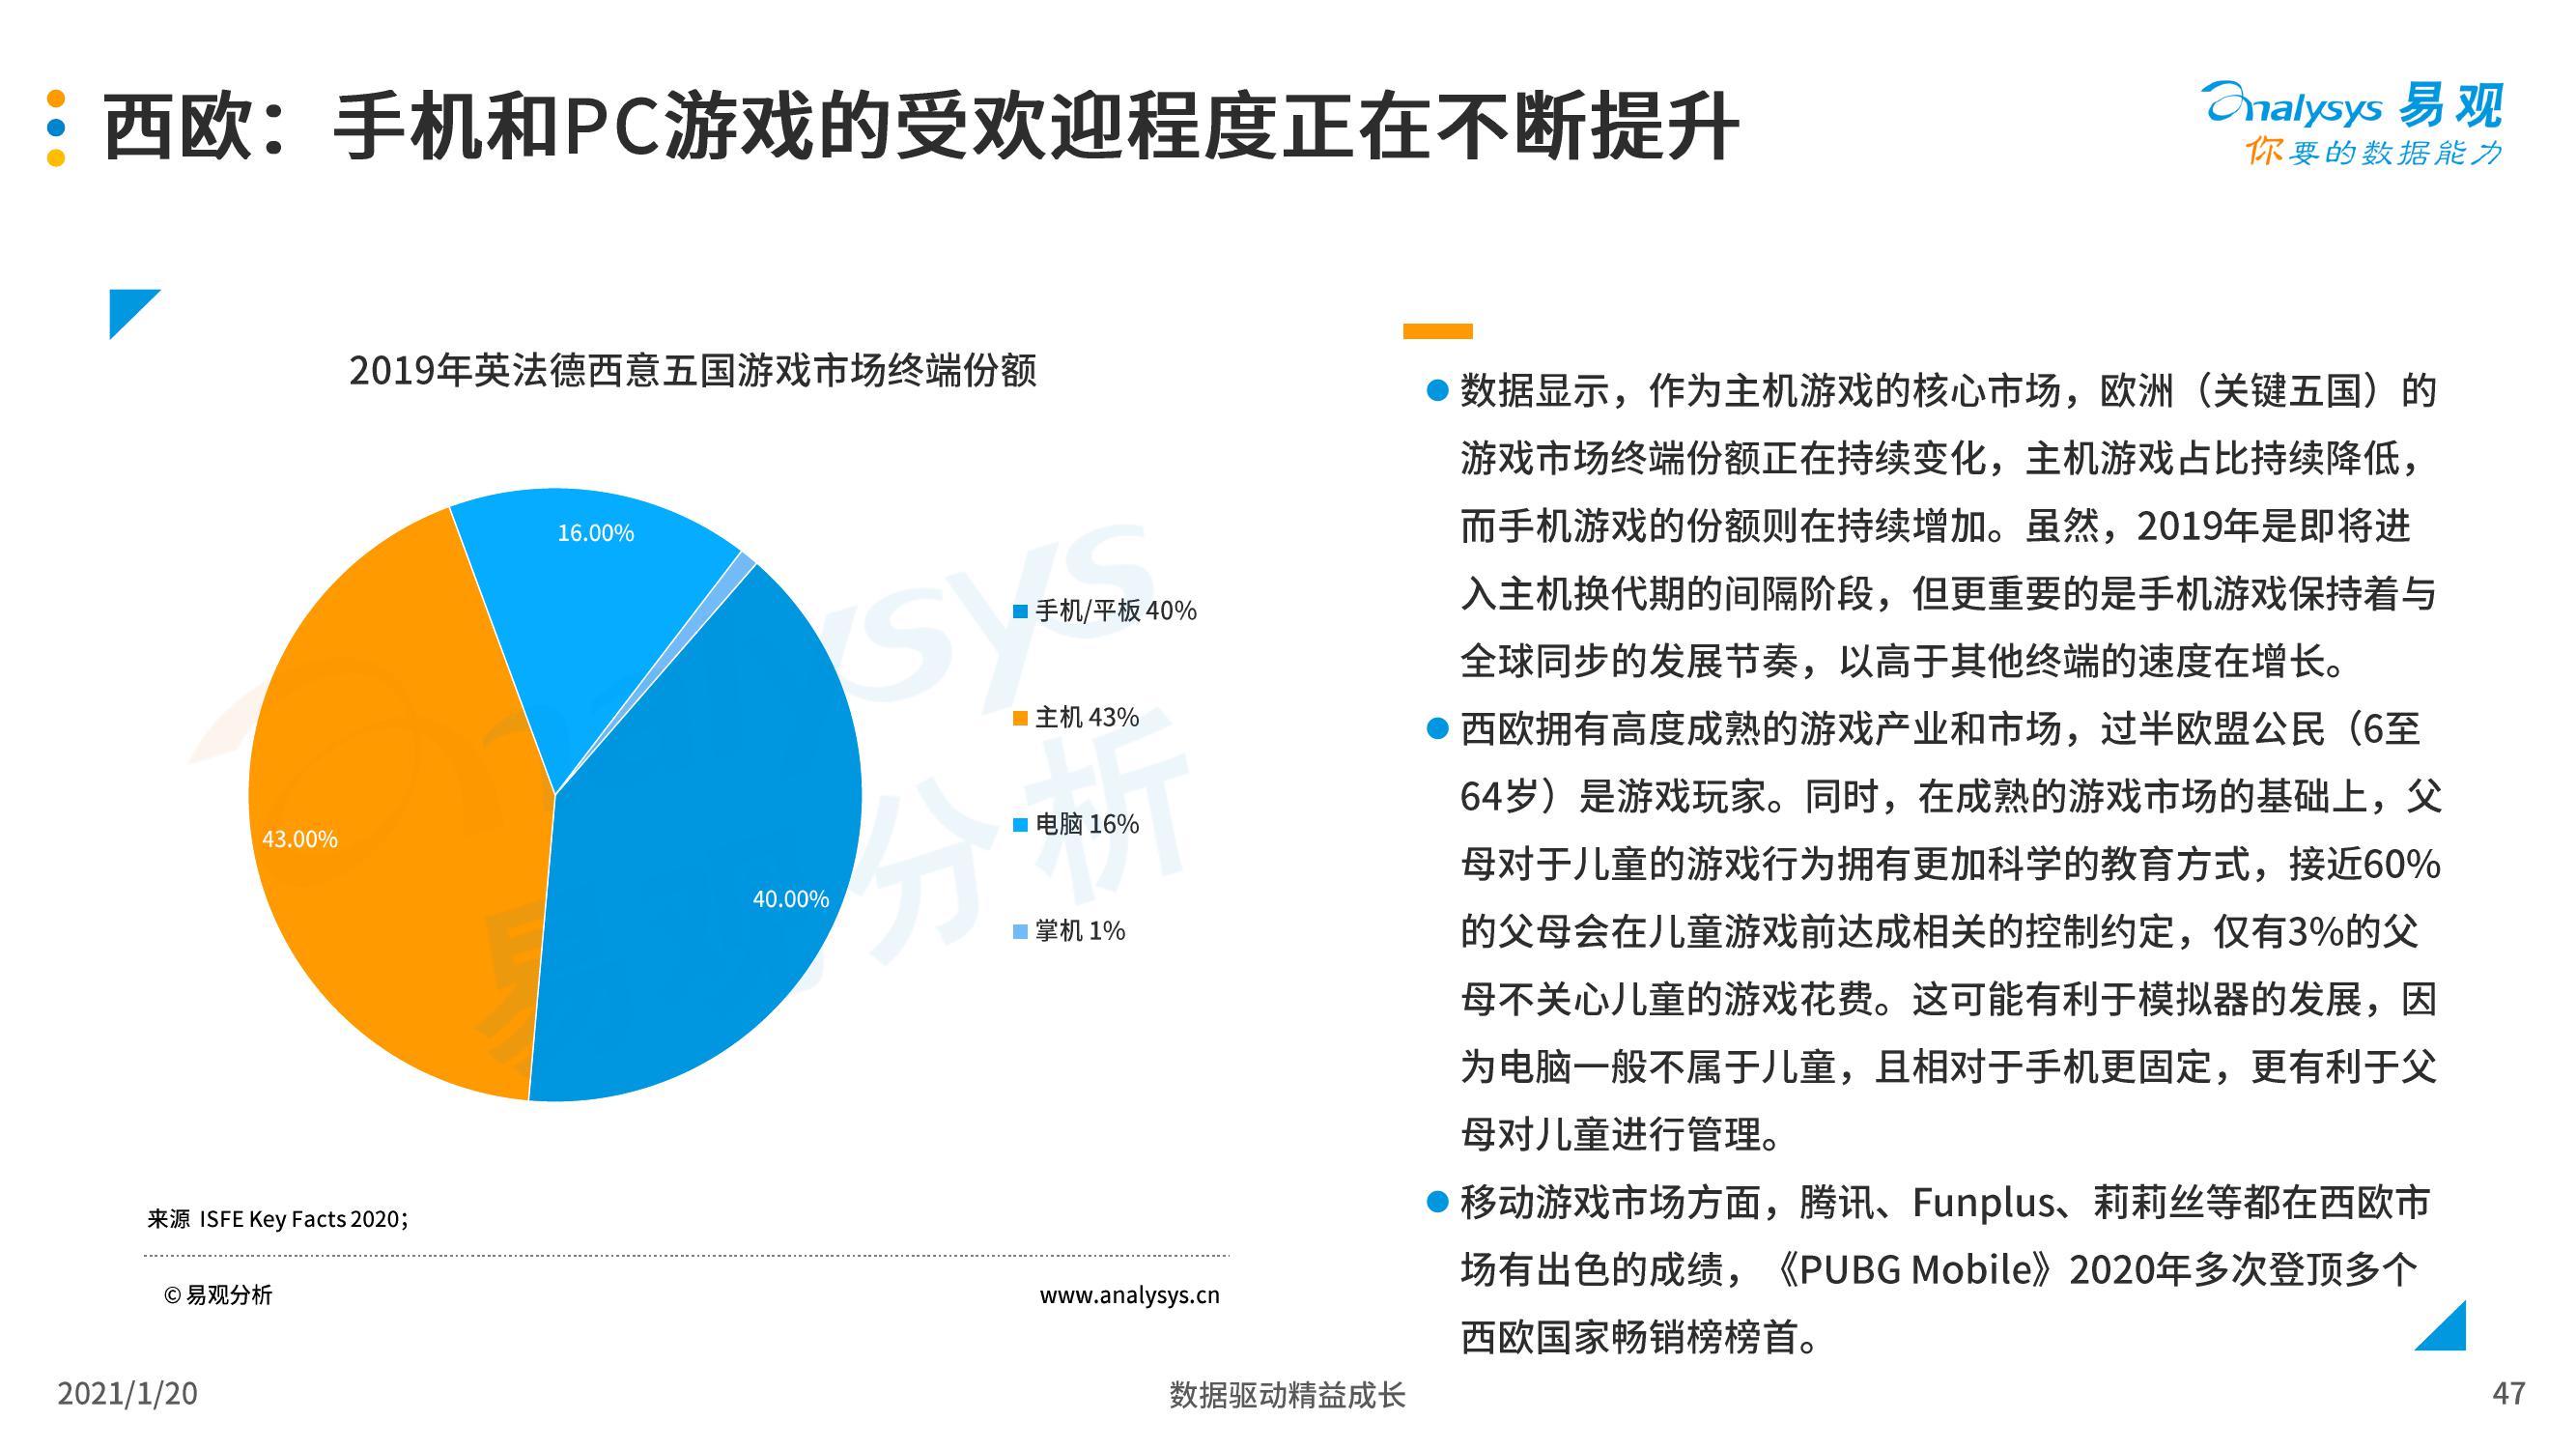 西欧：手机和PC游戏的受欢迎程度正在不断提升
analysys 易观
你要的数据能力
2019年英法德西意五国游戏市场终端份额
16.00%
43.00%
40.00%
手机/平板 40%
主机 43%
电脑 16%
掌机 1%
来源 ISFE Key Facts 2020；
© 易观分析
www.analysys.cn
数据显示，作为主机游戏的核心市场，欧洲（关键五国）的
游戏市场终端份额正在持续变化，主机游戏占比持续降低，
而手机游戏的份额则在持续增加。虽然，2019年是即将进
入主机换代期的间隔阶段，但更重要的是手机游戏保持着与
全球同步的发展节奏，以高于其他终端的速度在增长。
西欧拥有高度成熟的游戏产业和市场，过半欧盟公民（6至
64岁）是游戏玩家。同时，在成熟的游戏市场的基础上，父
母对于儿童的游戏行为拥有更加科学的教育方式，接近60%
的父母会在儿童游戏前达成相关的控制约定，仅有3%的父
母不关心儿童的游戏花费。这可能有利于模拟器的发展，因
为电脑一般不属于儿童，且相对于手机更固定，更有利于父
母对儿童进行管理。
移动游戏市场方面，腾讯、Funplus、莉莉丝等都在西欧市
场有出色的成绩，《PUBG Mobile》2020年多次登顶多个
西欧国家畅销榜榜首。
2021/1/20
数据驱动精益成长
47